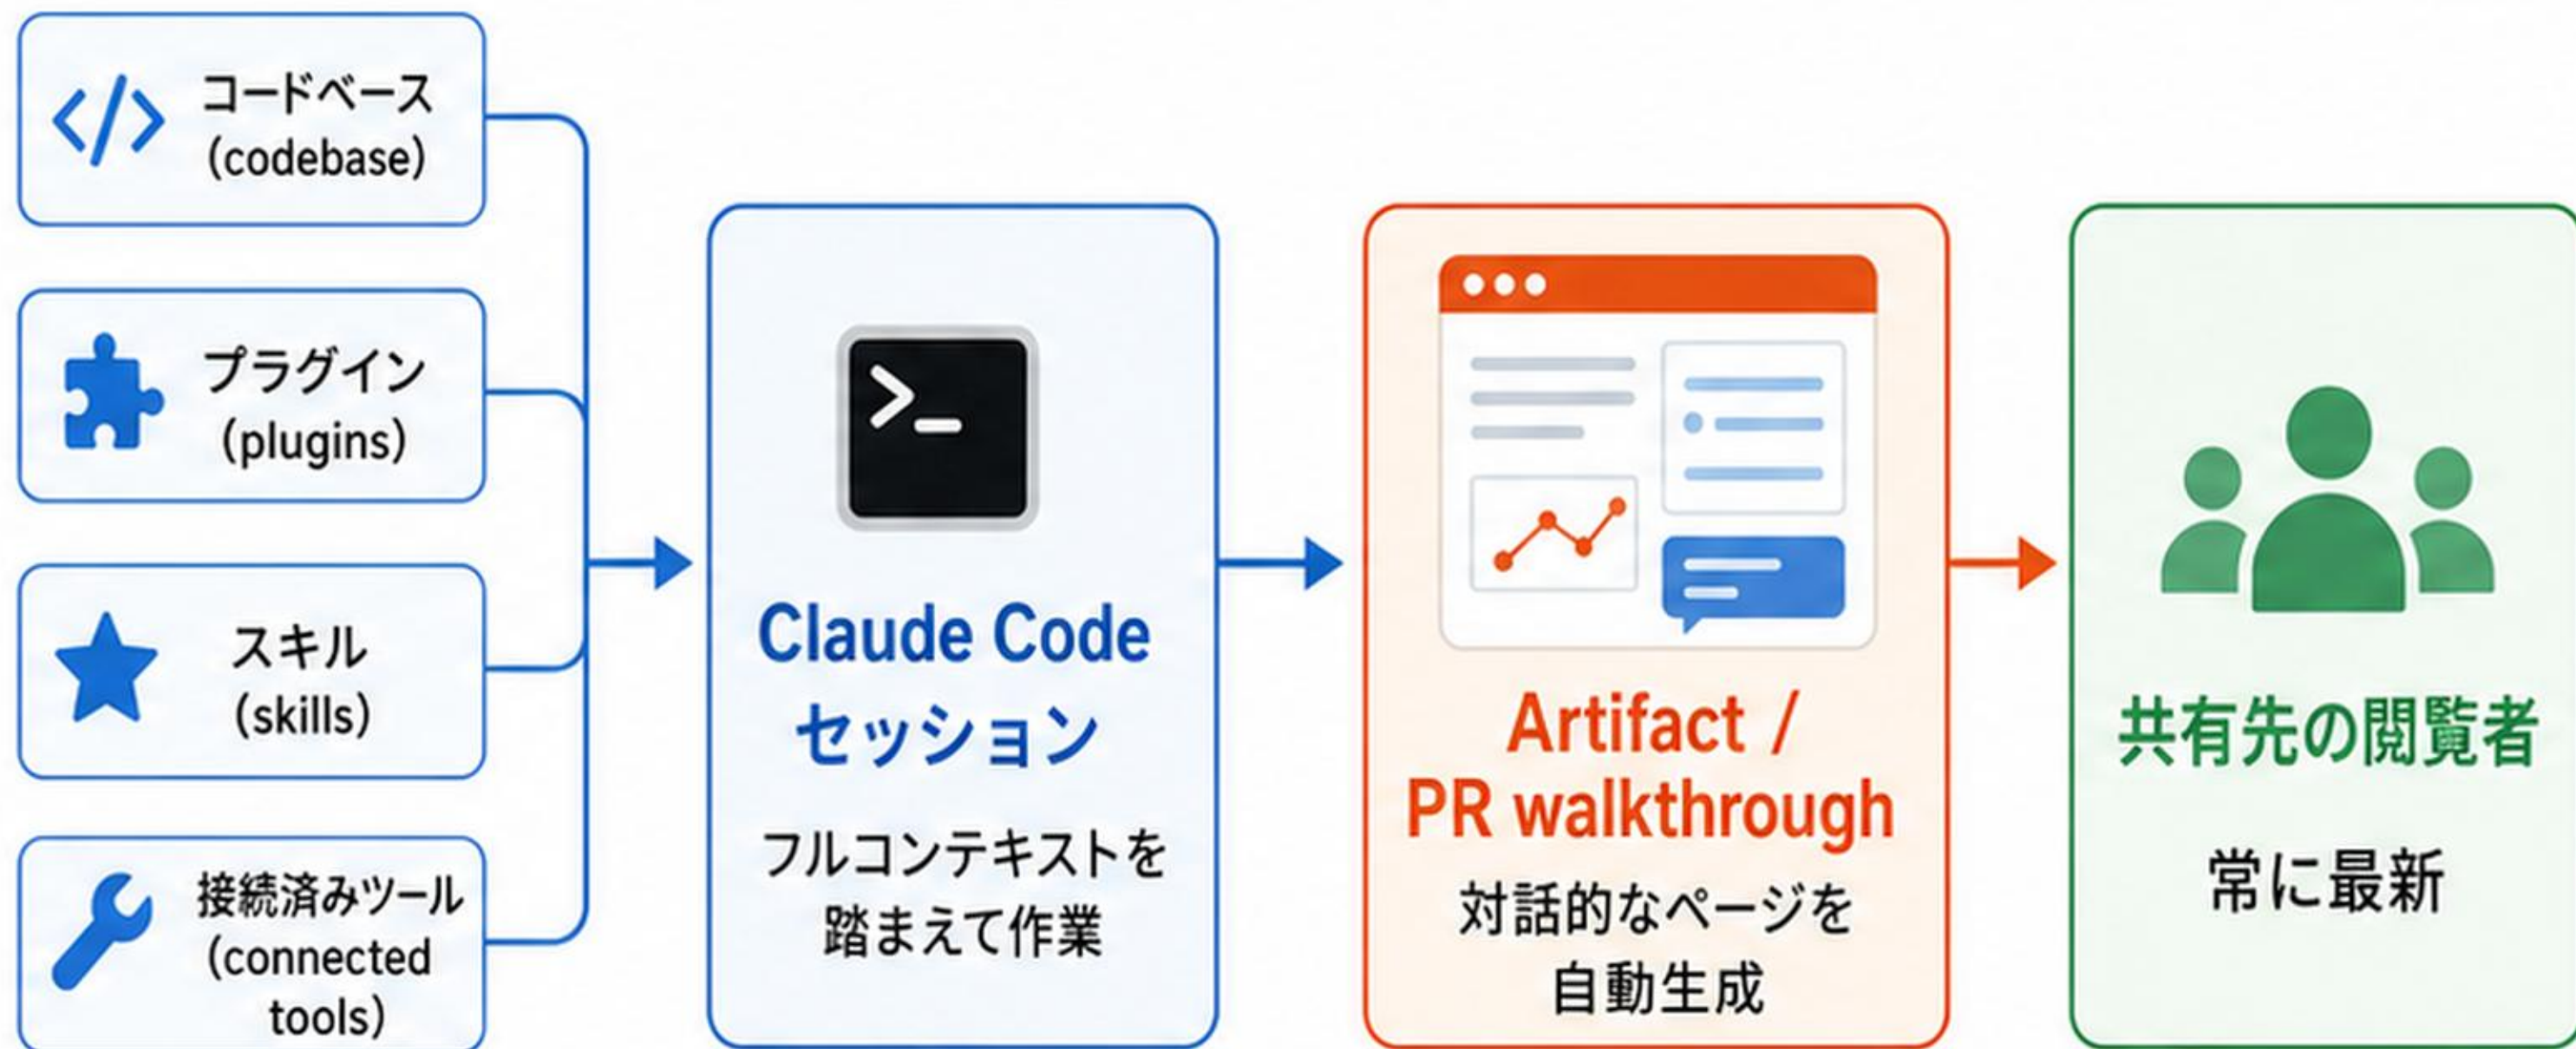 コードベース
(codebase)
プラグイン
(plugins)
スキル
(skills)
接続済みツール
(connected
tools)
>_
Claude Code
セッション
フルコンテキストを
踏まえて作業
Artifact /
PR walkthrough
対話的なページを
自動生成
共有先の閲覧者
常に最新